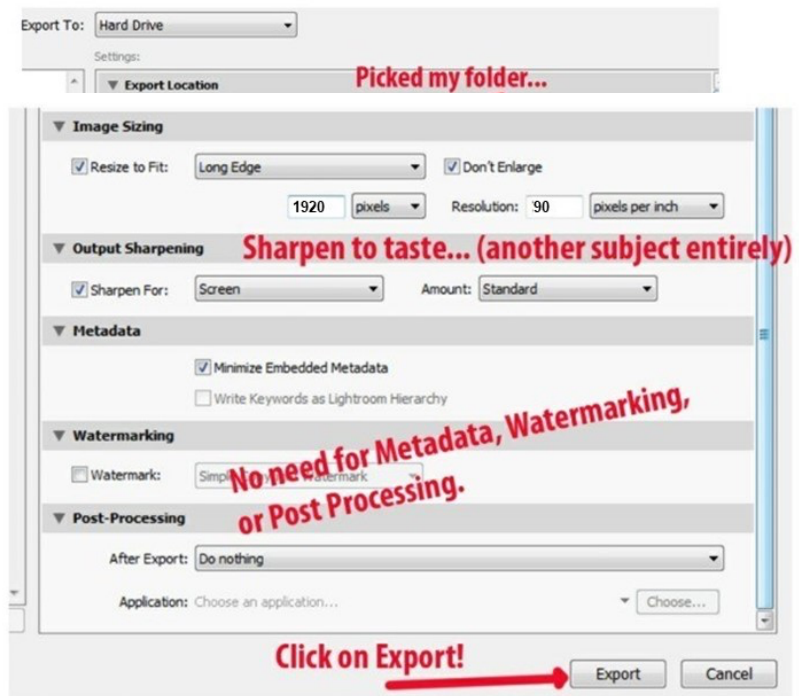 Export To: Hard Drive
Settings:
Export Location Picked my folder...
Image Sizing
Resize to Fit: Long Edge Don't Enlarge
1920 pixels Resolution: 90 pixels per inch
Output Sharpening Sharpen to taste... (another subject entirely)
Sharpen For: Screen Amount: Standard
Metadata
Minimize Embedded Metadata
Write Keywords as Lightroom Hierarchy
Watermarking
No need for Metadata, Watermarking,
Watermark: Watermark
or Post Processing.
Post-Processing
After Export: Do nothing
Application: Choose an application... Choose...
Click on Export!
Export Cancel